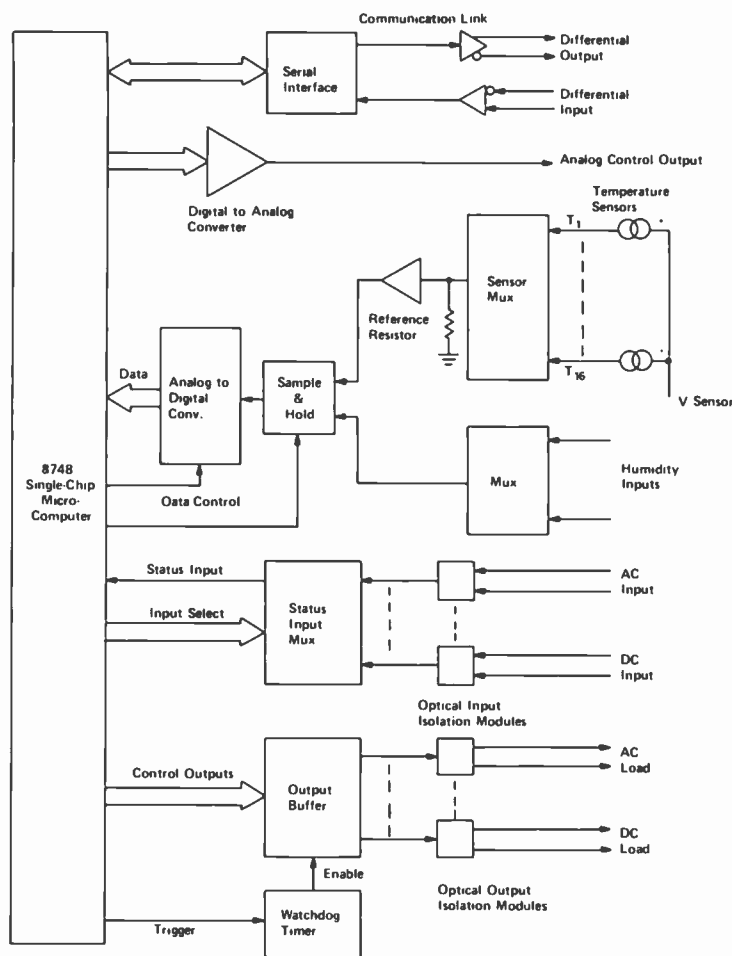 Communication Link
Differential
Output
Serial
Interface
Differential
Input
Analog Control Output
Digital to Analog
Converter
Temperature
Sensors
T1
Sensor
Mux
Reference
Resistor
T16
V Sensor
Data
Analog to
Digital
Conv.
Sample
&
Hold
8748
Single-Chip
Micro-
Computer
Data Control
Mux
Humidity
Inputs
Status Input
Input Select
Status
Input
Mux
AC
Input
DC
Input
Optical Input
Isolation Modules
Control Outputs
Output
Buffer
AC
Load
DC
Load
Enable
Optical Output
Isolation Modules
Trigger
Watchdog
Timer